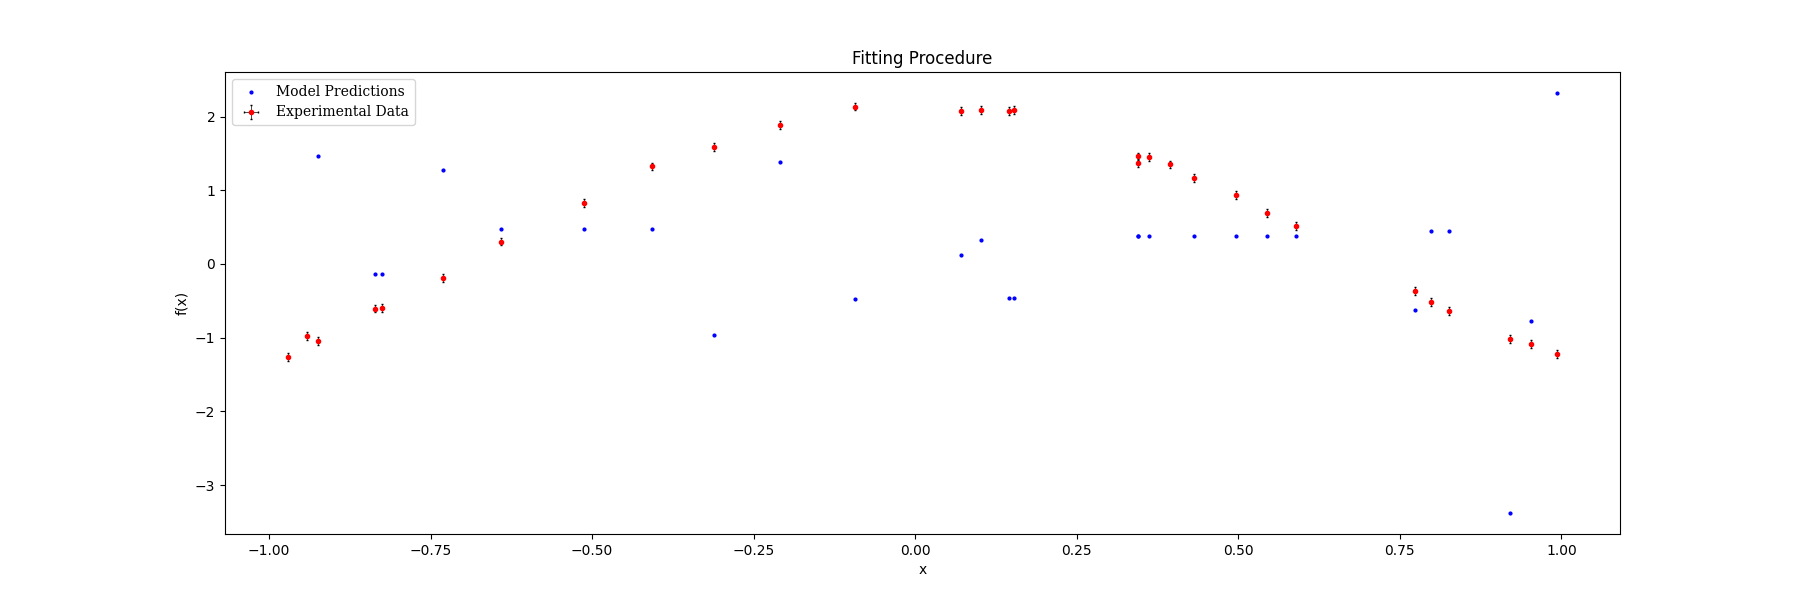 Fitting Procedure
Model Predictions
Experimental Data
f(x)
2
1
0
−1
−2
−3
−1.00 −0.75 −0.50 −0.25 0.00 0.25 0.50 0.75 1.00
x